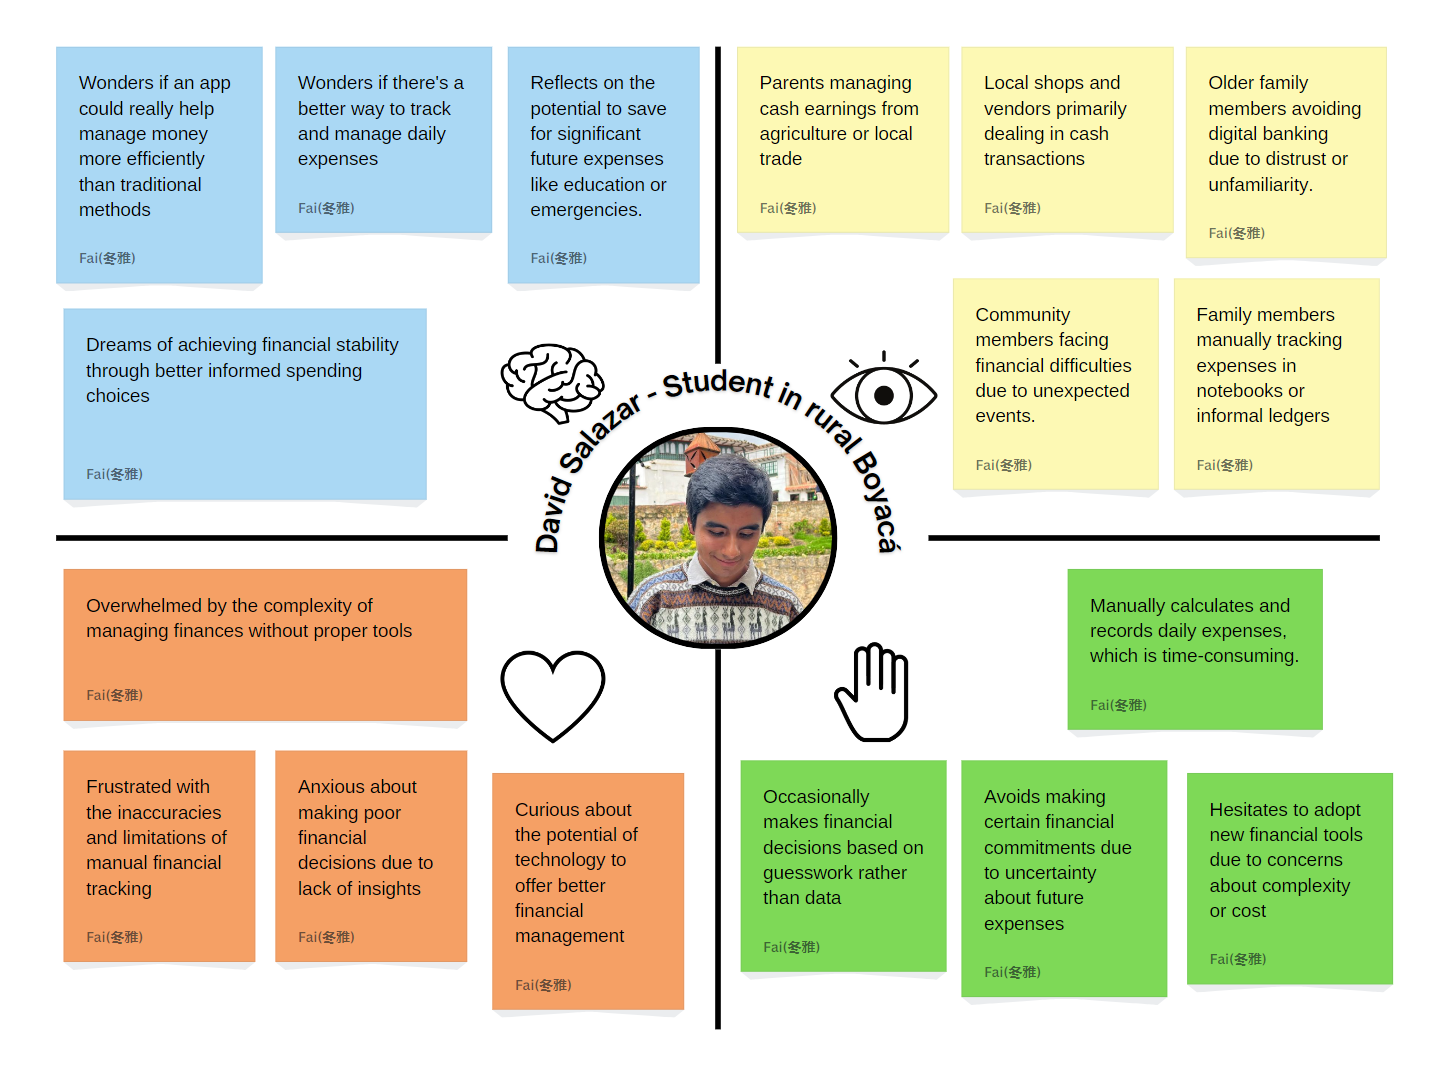 Wonders if an app
could really help
manage money
more efficiently
than traditional
methods
Fai(冬雅)
Wonders if there's a
better way to track
and manage daily
expenses
Fai(冬雅)
Reflects on the
potential to save
for significant
future expenses
like education or
emergencies.
Fai(冬雅)
Dreams of achieving financial stability
through better informed spending
choices
Fai(冬雅)
Parents managing
cash earnings from
agriculture or local
trade
Fai(冬雅)
Local shops and
vendors primarily
dealing in cash
transactions
Fai(冬雅)
Older family
members avoiding
digital banking
due to distrust or
unfamiliarity.
Fai(冬雅)
Community
members facing
financial difficulties
due to unexpected
events.
Fai(冬雅)
Family members
manually tracking
expenses in
notebooks or
informal ledgers
Fai(冬雅)
David Salazar - Student in rural Boyacá
Overwhelmed by the complexity of
managing finances without proper tools
Fai(冬雅)
Frustrated with
the inaccuracies
and limitations of
manual financial
tracking
Fai(冬雅)
Anxious about
making poor
financial
decisions due to
lack of insights
Fai(冬雅)
Curious about
the potential of
technology to
offer better
financial
management
Fai(冬雅)
Manually calculates and
records daily expenses,
which is time-consuming.
Fai(冬雅)
Occasionally
makes financial
decisions based on
guesswork rather
than data
Fai(冬雅)
Avoids making
certain financial
commitments due
to uncertainty
about future
expenses
Fai(冬雅)
Hesitates to adopt
new financial tools
due to concerns
about complexity
or cost
Fai(冬雅)